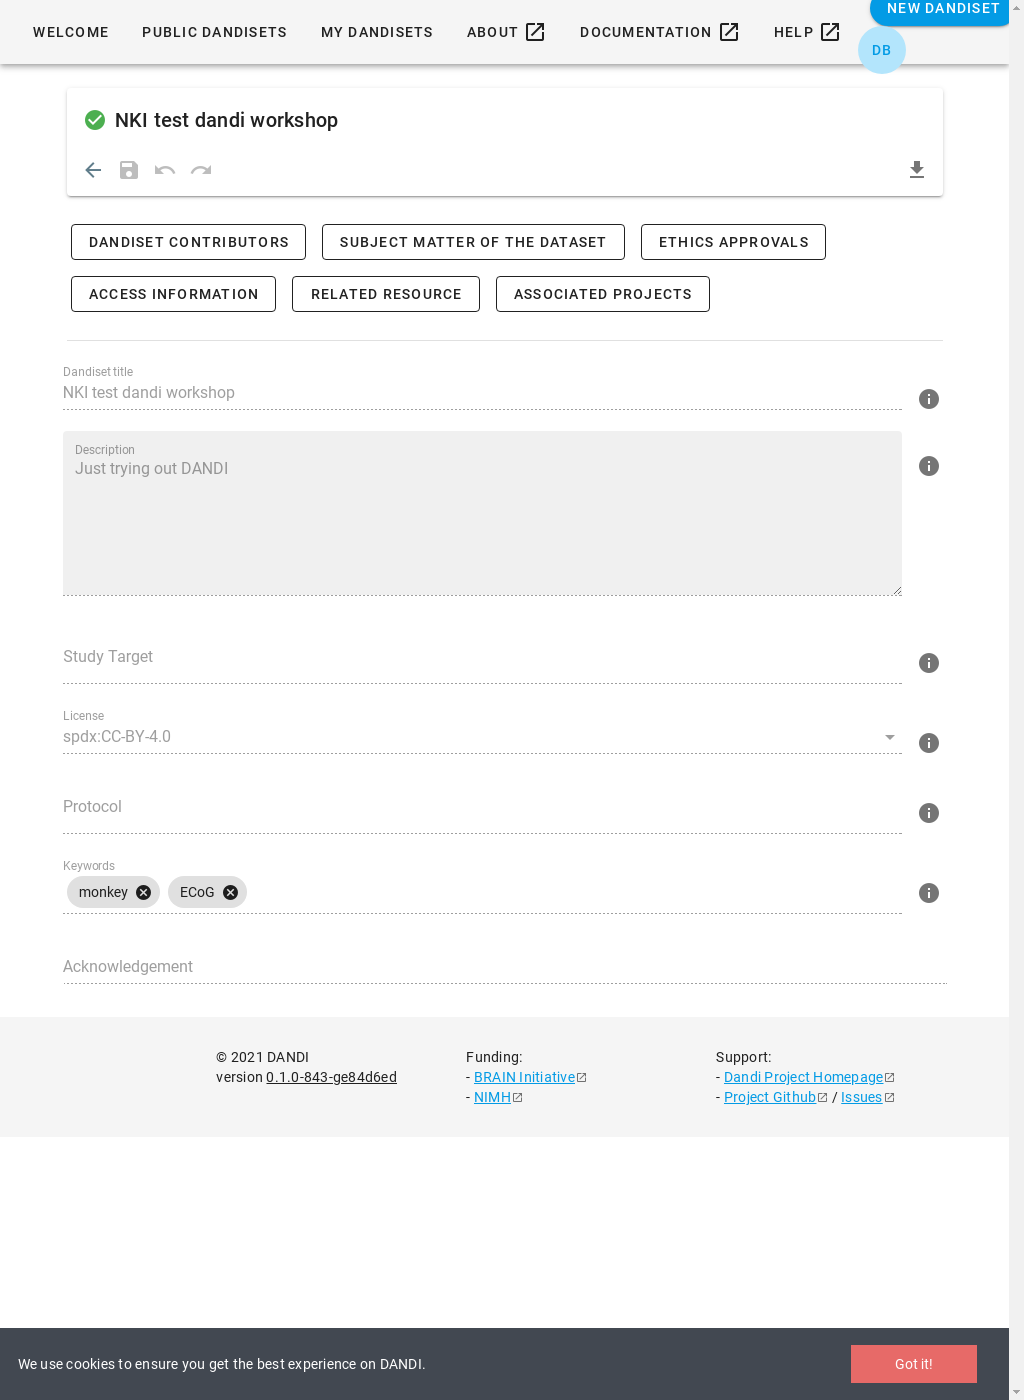 NEW DANDISET
WELCOME PUBLIC DANDISETS MY DANDISETS ABOUT DOCUMENTATION HELP
DB
NKI test dandi workshop
DANDISET CONTRIBUTORS SUBJECT MATTER OF THE DATASET ETHICS APPROVALS
ACCESS INFORMATION RELATED RESOURCE ASSOCIATED PROJECTS
Dandiset title
NKI test dandi workshop
Description
Just trying out DANDI
Study Target
License
spdx:CC-BY-4.0
Protocol
Keywords
monkey ECoG
Acknowledgement
© 2021 DANDI
version 0.1.0-843-ge84d6ed
Funding:
- BRAIN Initiative
- NIMH
Support:
- Dandi Project Homepage
- Project Github / Issues
We use cookies to ensure you get the best experience on DANDI.
Got it!